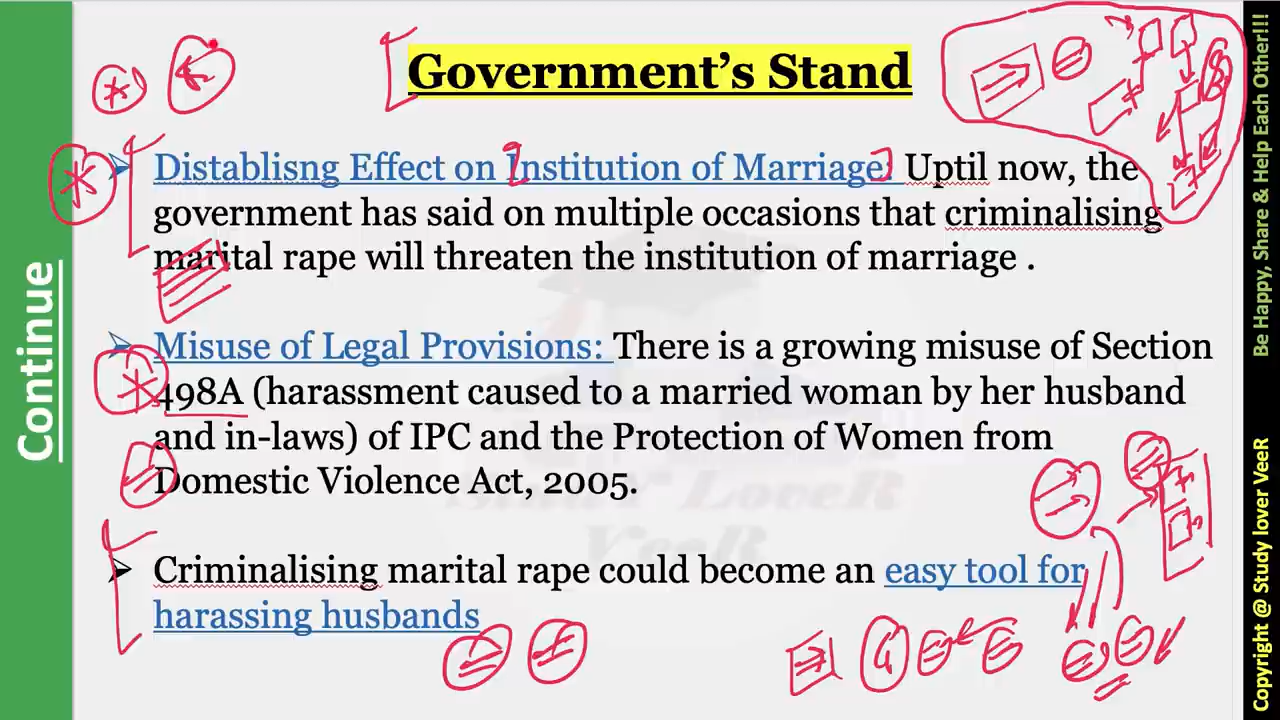 Government's Stand
Distablisng Effect on Institution of Marriage: Uptil now, the
government has said on multiple occasions that criminalising
marital rape will threaten the institution of marriage .
Misuse of Legal Provisions: There is a growing misuse of Section
498A (harassment caused to a married woman by her husband
and in-laws) of IPC and the Protection of Women from
Domestic Violence Act, 2005.
Criminalising marital rape could become an easy tool for
harassing husbands
Continue
Be Happy, Share & Help Each Other!!!
Copyright @ Study lover VeeR